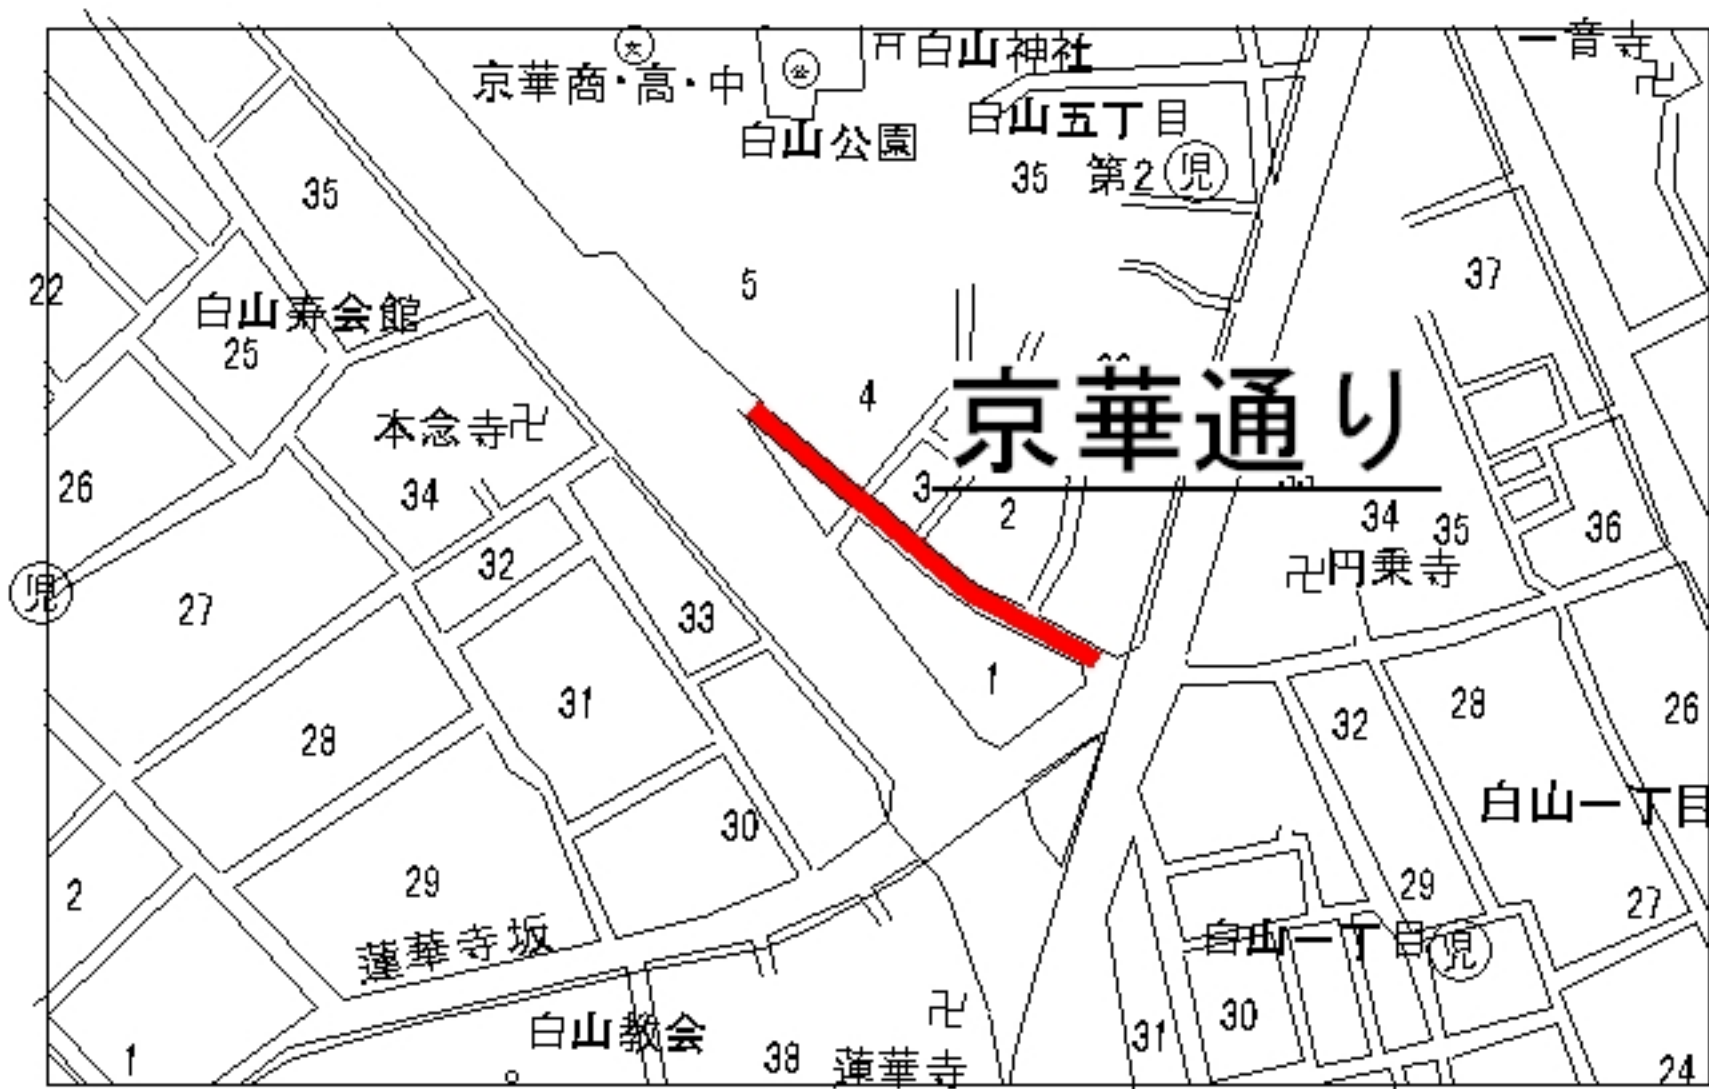 一音寺
文
京華商・高・中
公
白山神社
白山公園
白山五丁目
35
35
第2
児
22
5
37
白山寿会館
25
4
京華通り
本念寺
26
34
3
2
34
35
36
32
円乗寺
児
27
33
1
31
28
32
28
26
白山一丁目
30
2
29
29
27
蓮華寺坂
白山一丁目
児
白山教会
30
31
1
38
蓮華寺
24